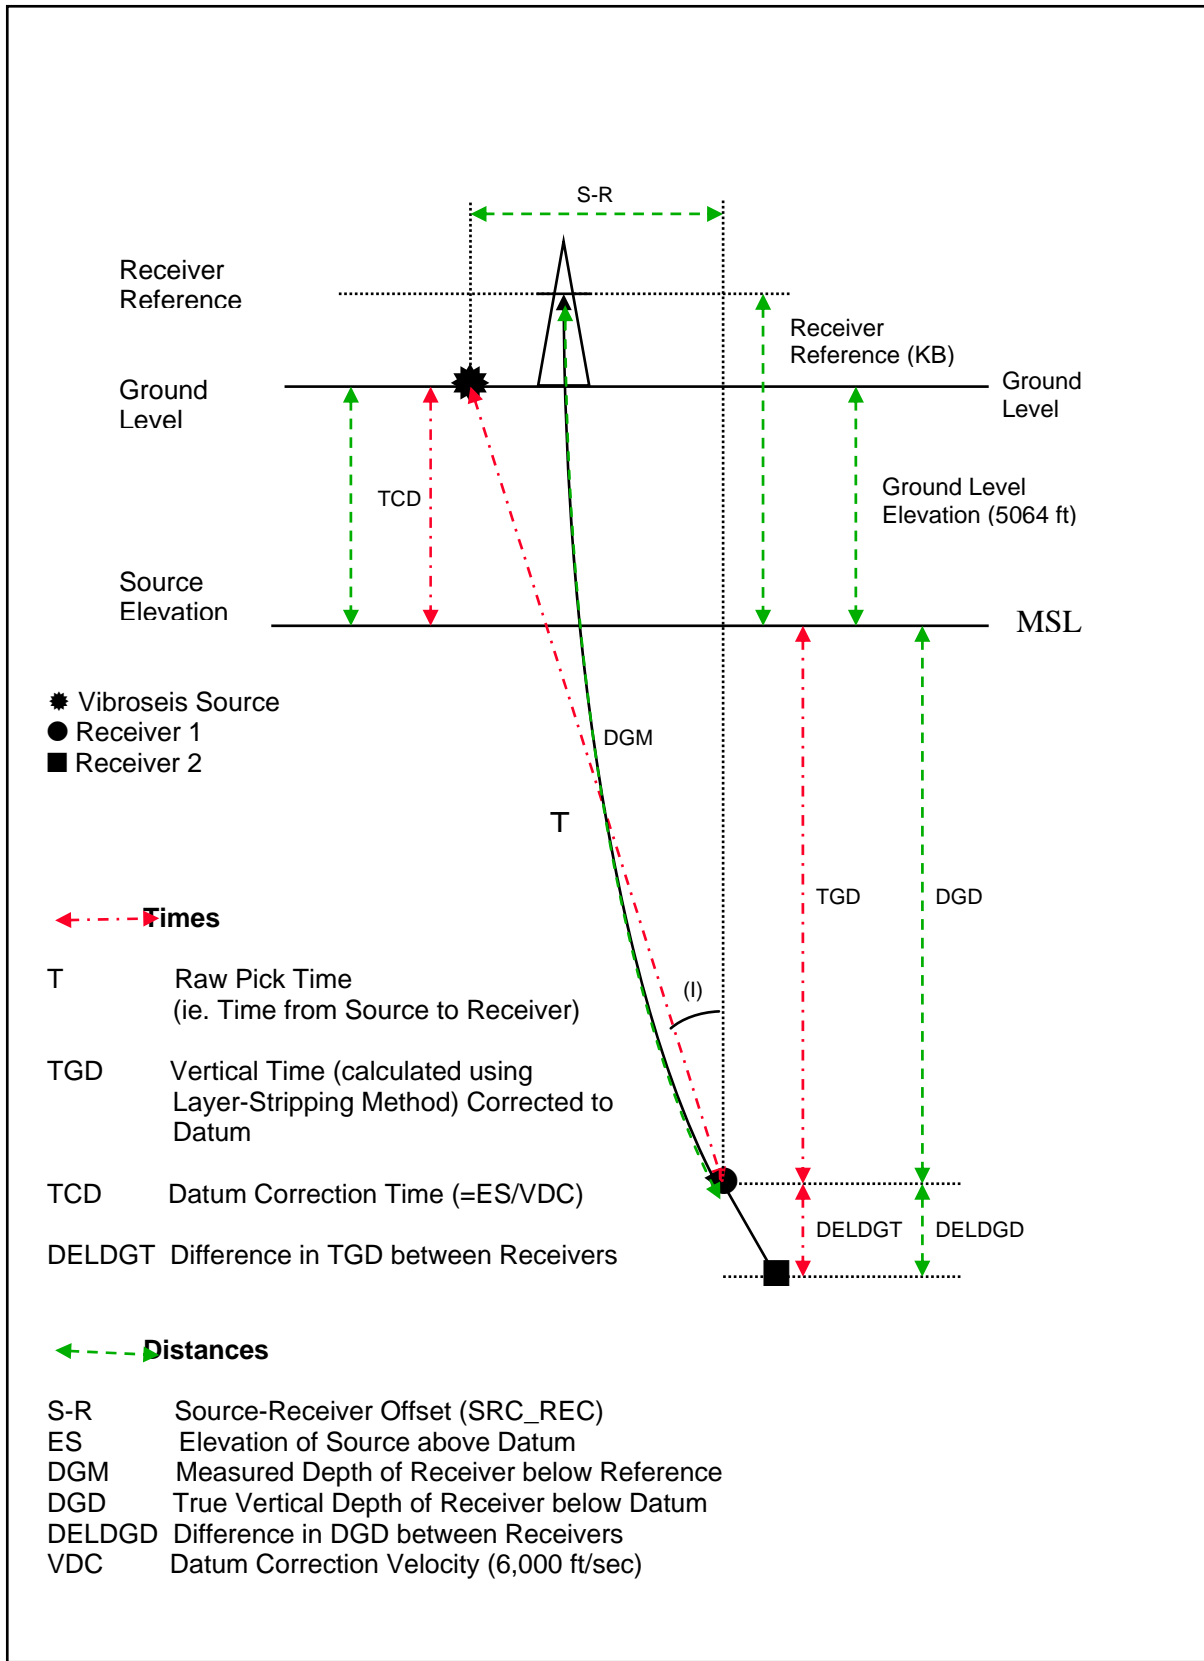 S-R
Receiver
Reference
Receiver
Reference (KB)
Ground
Level
Ground
Level
TCD
Ground Level
Elevation (5064 ft)
Source
Elevation
MSL
Vibroseis Source
Receiver 1
Receiver 2
DGM
T
TGD
DGD
(I)
Times
T Raw Pick Time
(ie. Time from Source to Receiver)
TGD Vertical Time (calculated using
Layer-Stripping Method) Corrected to
Datum
TCD Datum Correction Time (=ES/VDC)
DELDGT DELDGD
DELDGT Difference in TGD between Receivers
Distances
S-R Source-Receiver Offset (SRC_REC)
ES Elevation of Source above Datum
DGM Measured Depth of Receiver below Reference
DGD True Vertical Depth of Receiver below Datum
DELDGD Difference in DGD between Receivers
VDC Datum Correction Velocity (6,000 ft/sec)